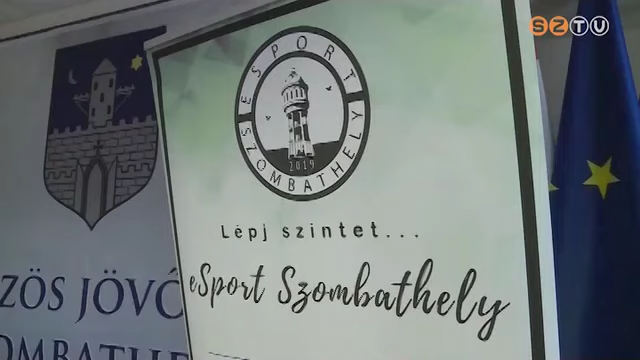 SZTV
ESPORT
SZOMBATHELY
2019
Lépj szintet...
eSport Szombathely
ZÖS JÖVŐ
OMBATHE